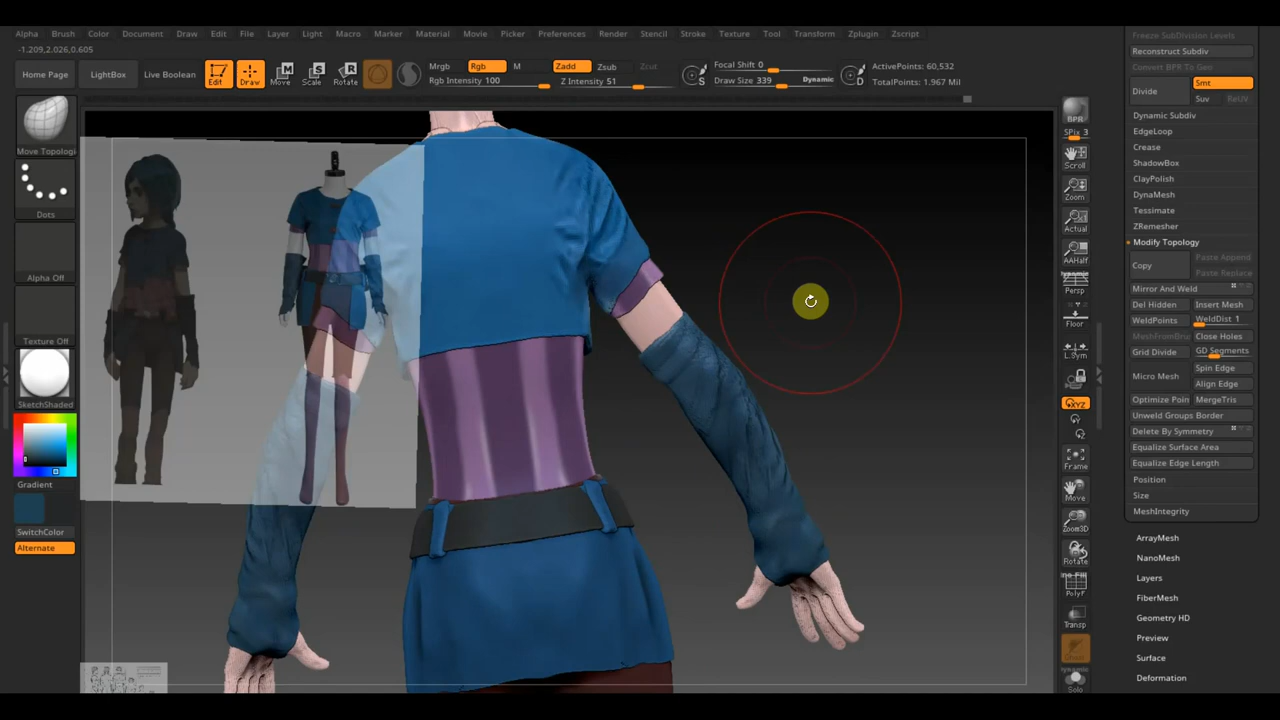 Alpha Brush Color Document Draw Edit File Layer Light Macro Marker Material Movie Picker Preferences Render Stencil Stroke Texture Tool Transform Zplugin Zscript
-1.209,2.026,0.605
Home Page LightBox Live Boolean Edit Draw Move Scale Rotate
Mrgb Rgb M Zadd Zsub Zcut
Rgb Intensity 100 Z Intensity 51
Focal Shift 0
Draw Size 339 Dynamic
ActivePoints: 60,532
TotalPoints: 1.967 Mil
Move Topologi
Dots
Alpha Off
Texture Off
SketchShaded
Gradient
SwitchColor
Alternate
BPR
SPix 3
Scroll
Zoom
Actual
AAHalf
Persp
Floor
L.Sym
XYZ
Frame
Move
Zoom3D
Rotate
PolyF
Transp
Solo
Freeze SubDivision Levels
Reconstruct Subdiv
Convert BPR To Geo
Divide Smt
Suv ReUV
Dynamic Subdiv
EdgeLoop
Crease
ShadowBox
ClayPolish
DynaMesh
Tessimate
ZRemesher
Modify Topology
Copy Paste Append
Paste Replace
Mirror And Weld
Del Hidden Insert Mesh
WeldPoints WeldDist 1
MeshFromBru Close Holes
Grid Divide GD Segments
Micro Mesh Spin Edge
Align Edge
Optimize Poin MergeTris
Unweld Groups Border
Delete By Symmetry
Equalize Surface Area
Equalize Edge Length
Position
Size
MeshIntegrity
ArrayMesh
NanoMesh
Layers
FiberMesh
Geometry HD
Preview
Surface
Deformation